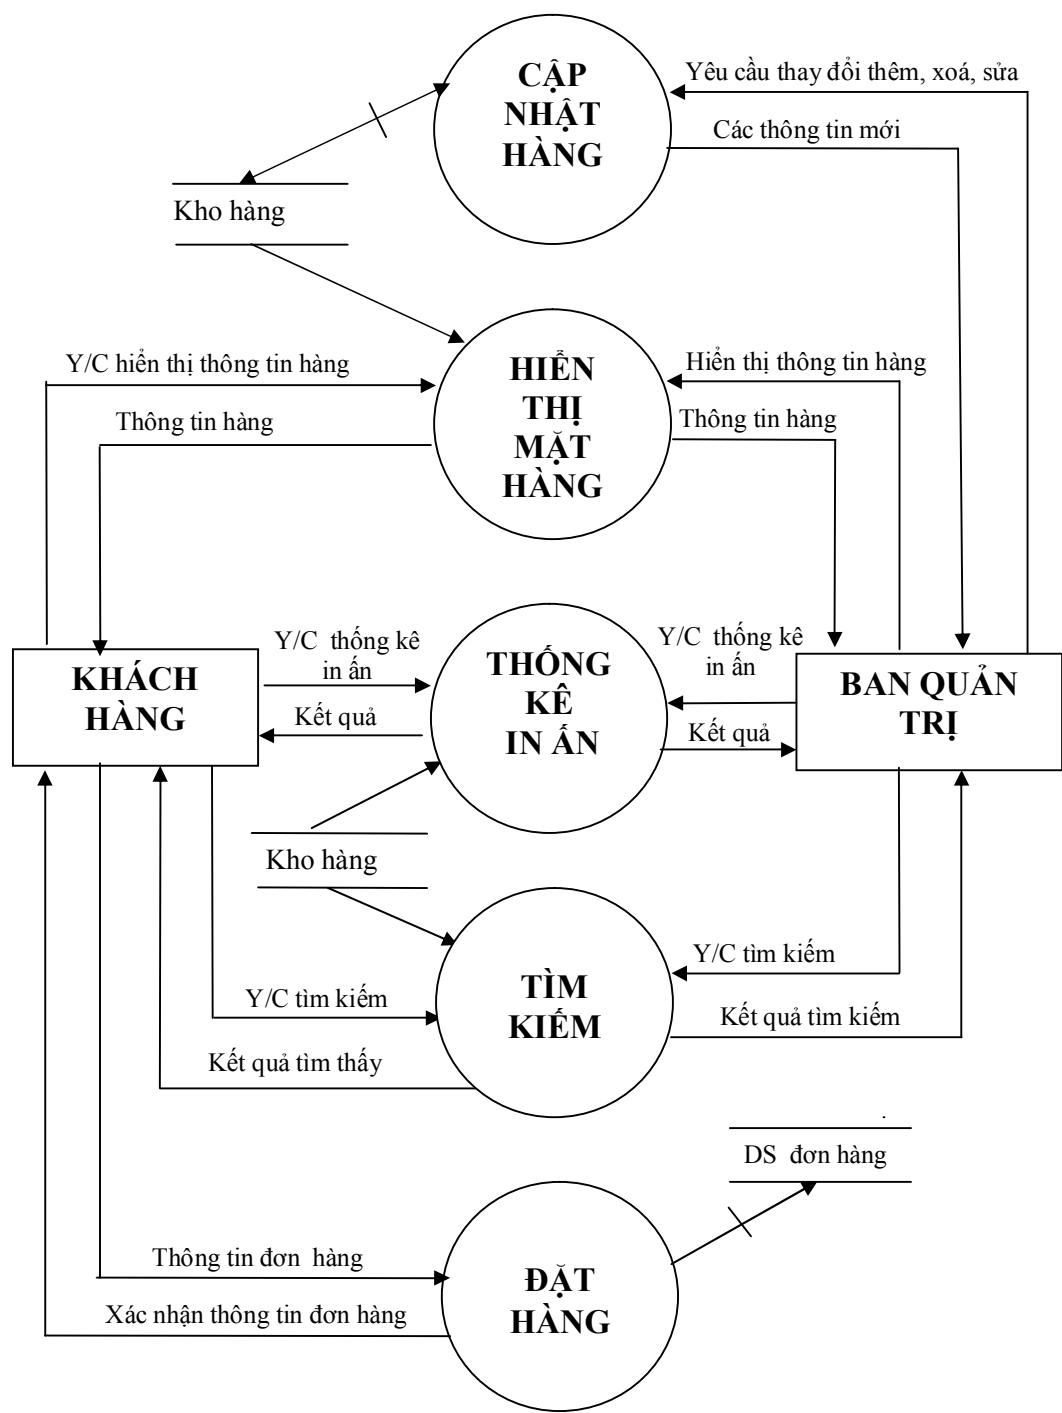 CẬP
NHẬT
HÀNG
Yêu cầu thay đổi thêm, xoá, sửa
Các thông tin mới
Kho hàng
Y/C hiển thị thông tin hàng
Thông tin hàng
HIỂN
THỊ
MẶT
HÀNG
Hiển thị thông tin hàng
Thông tin hàng
KHÁCH
HÀNG
Y/C thống kê
in ấn
Kết quả
THỐNG
KÊ
IN ẤN
Y/C thống kê
in ấn
Kết quả
BAN QUẢN
TRỊ
Kho hàng
Y/C tìm kiếm
Kết quả tìm thấy
TÌM
KIẾM
Y/C tìm kiếm
Kết quả tìm kiếm
DS đơn hàng
Thông tin đơn hàng
Xác nhận thông tin đơn hàng
ĐẶT
HÀNG